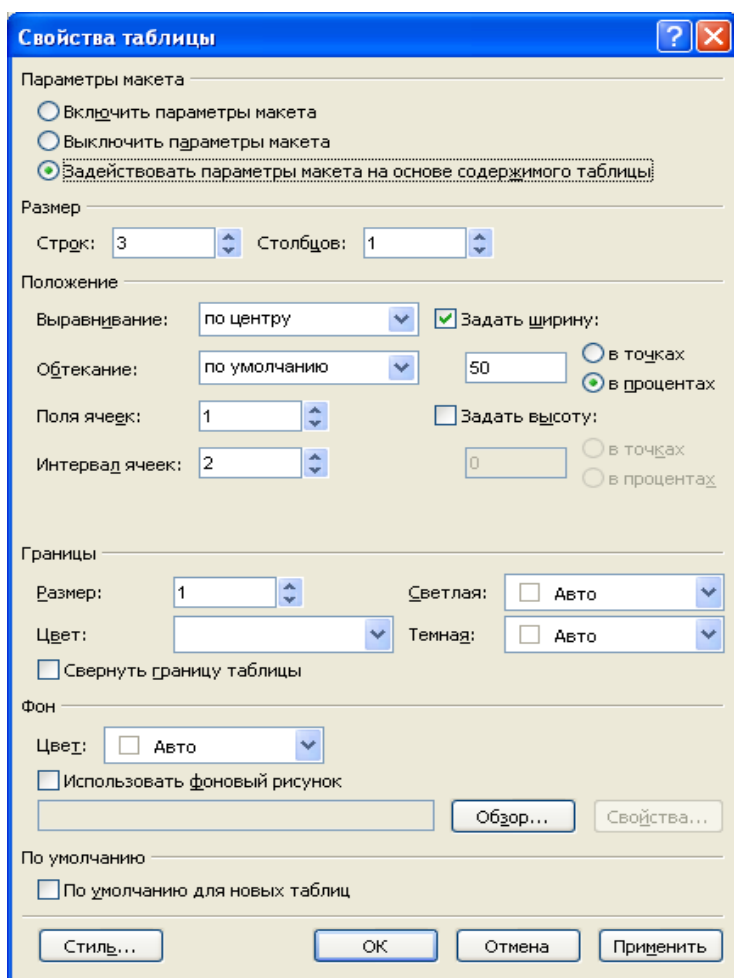 Свойства таблицы
Параметры макета
Включить параметры макета
Выключить параметры макета
Задействовать параметры макета на основе содержимого таблицы
Размер
Строк: 3 Столбцов: 1
Положение
Выравнивание: по центру Задать ширину:
Обтекание: по умолчанию 50 в точках
в процентах
Поля ячеек: 1 Задать высоту:
Интервал ячеек: 2 0 в точках
в процентах
Границы
Размер: 1 Светлая: Авто
Цвет: Темная: Авто
Свернуть границу таблицы
Фон
Цвет: Авто
Использовать фоновый рисунок
Обзор... Свойства...
По умолчанию
По умолчанию для новых таблиц
Стиль... ОК Отмена Применить